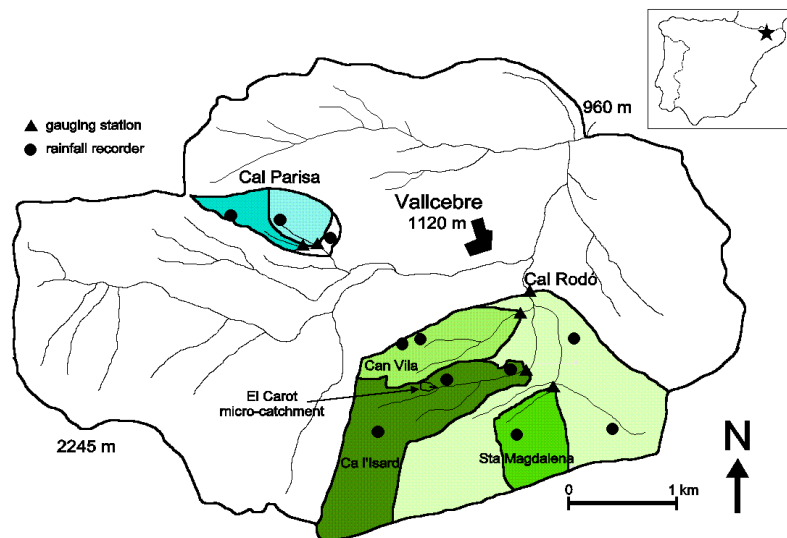 960 m
gauging station
rainfall recorder
Cal Parisa
Vallcebre
1120 m
Cal Rodó
Can Vila
El Carot
micro-catchment
2245 m
Ca l'Isard
Sta Magdalena
N
0 1 km